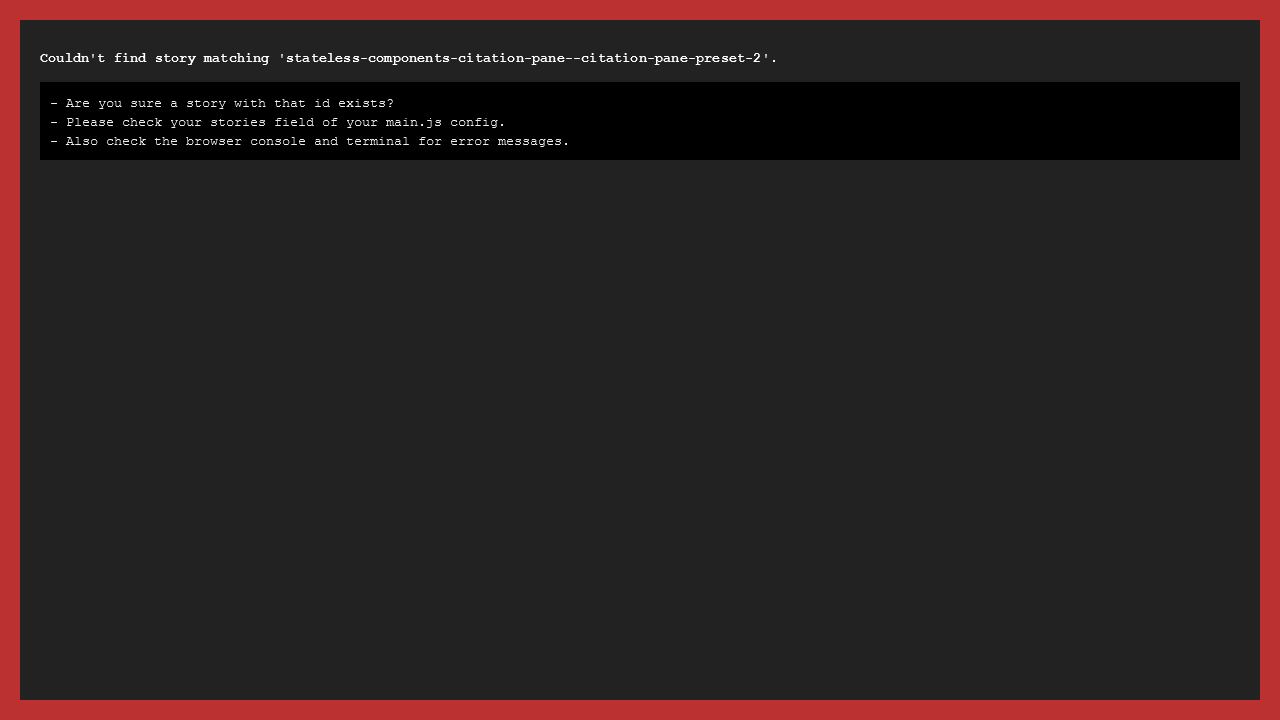 Couldn't find story matching 'stateless-components-citation-pane--citation-pane-preset-2'.
- Are you sure a story with that id exists?
- Please check your stories field of your main.js config.
- Also check the browser console and terminal for error messages.